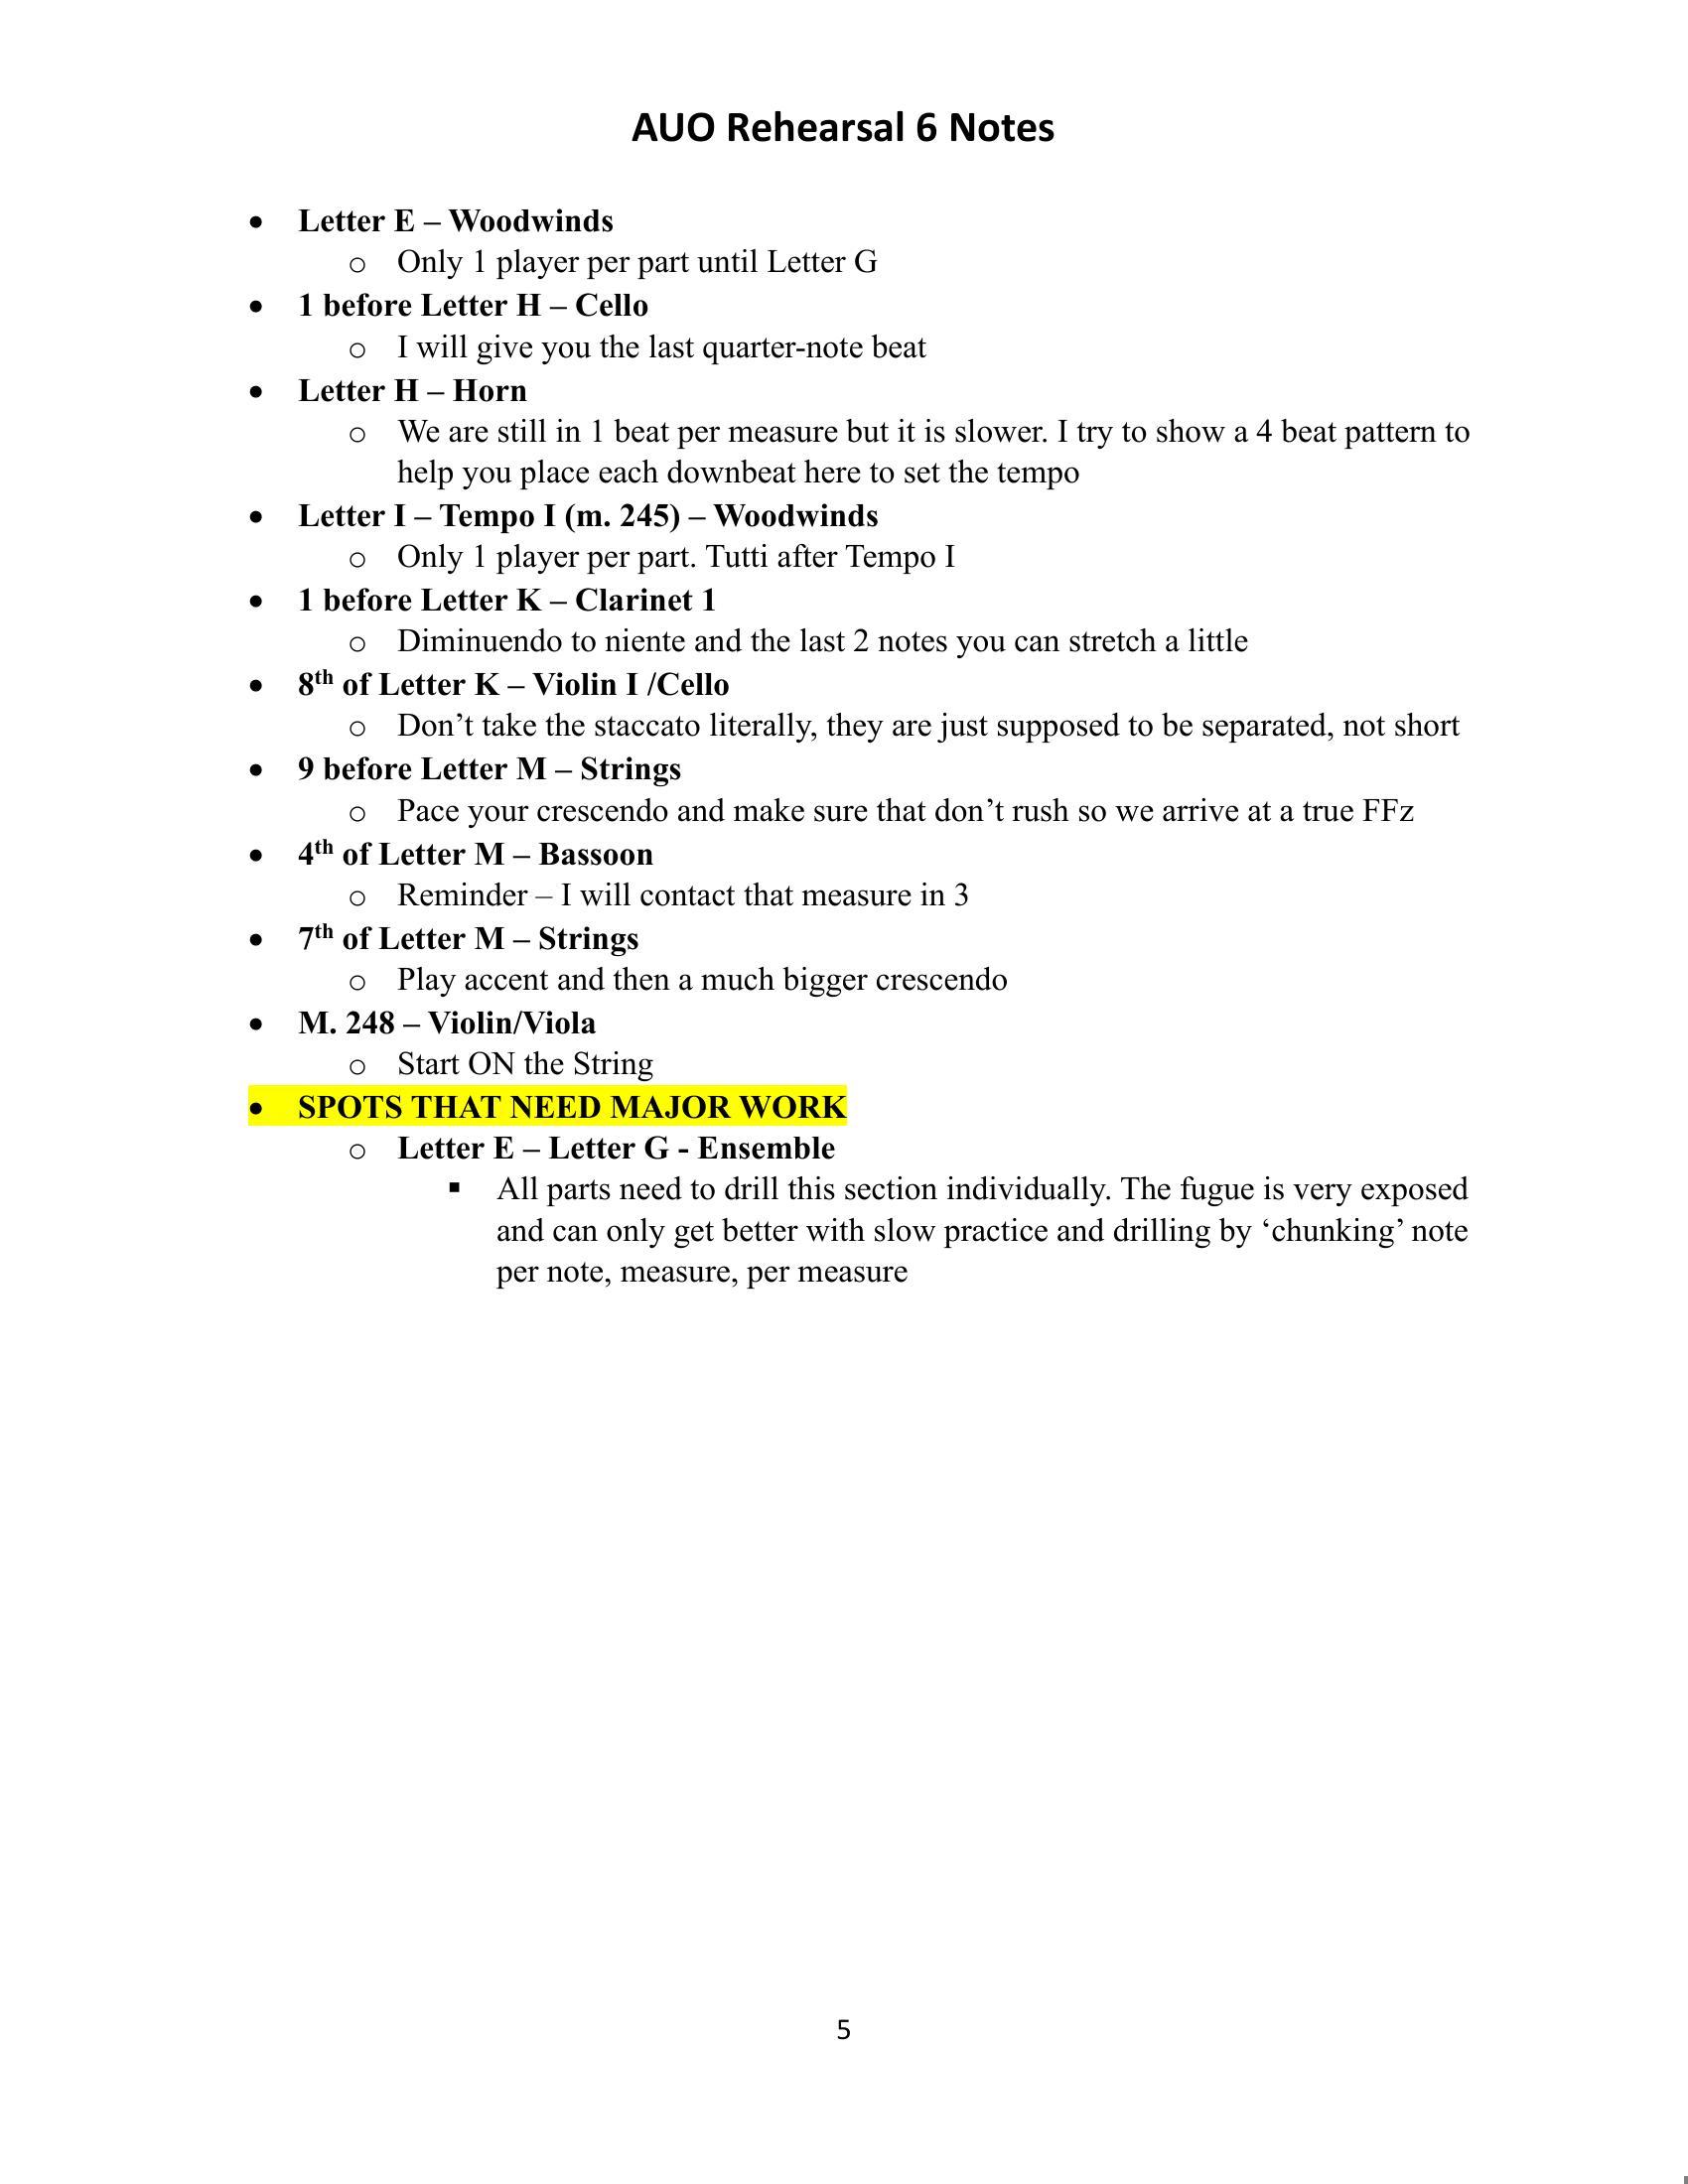 AUO Rehearsal 6 Notes
• Letter E – Woodwinds
o Only 1 player per part until Letter G
• 1 before Letter H – Cello
o I will give you the last quarter-note beat
• Letter H – Horn
o We are still in 1 beat per measure but it is slower. I try to show a 4 beat pattern to
help you place each downbeat here to set the tempo
• Letter I – Tempo I (m. 245) – Woodwinds
o Only 1 player per part. Tutti after Tempo I
• 1 before Letter K – Clarinet 1
o Diminuendo to niente and the last 2 notes you can stretch a little
• 8th of Letter K – Violin I /Cello
o Don’t take the staccato literally, they are just supposed to be separated, not short
• 9 before Letter M – Strings
o Pace your crescendo and make sure that don’t rush so we arrive at a true FFz
• 4th of Letter M – Bassoon
o Reminder – I will contact that measure in 3
• 7th of Letter M – Strings
o Play accent and then a much bigger crescendo
• M. 248 – Violin/Viola
o Start ON the String
• SPOTS THAT NEED MAJOR WORK
o Letter E – Letter G - Ensemble
▪ All parts need to drill this section individually. The fugue is very exposed
and can only get better with slow practice and drilling by ‘chunking’ note
per note, measure, per measure
5